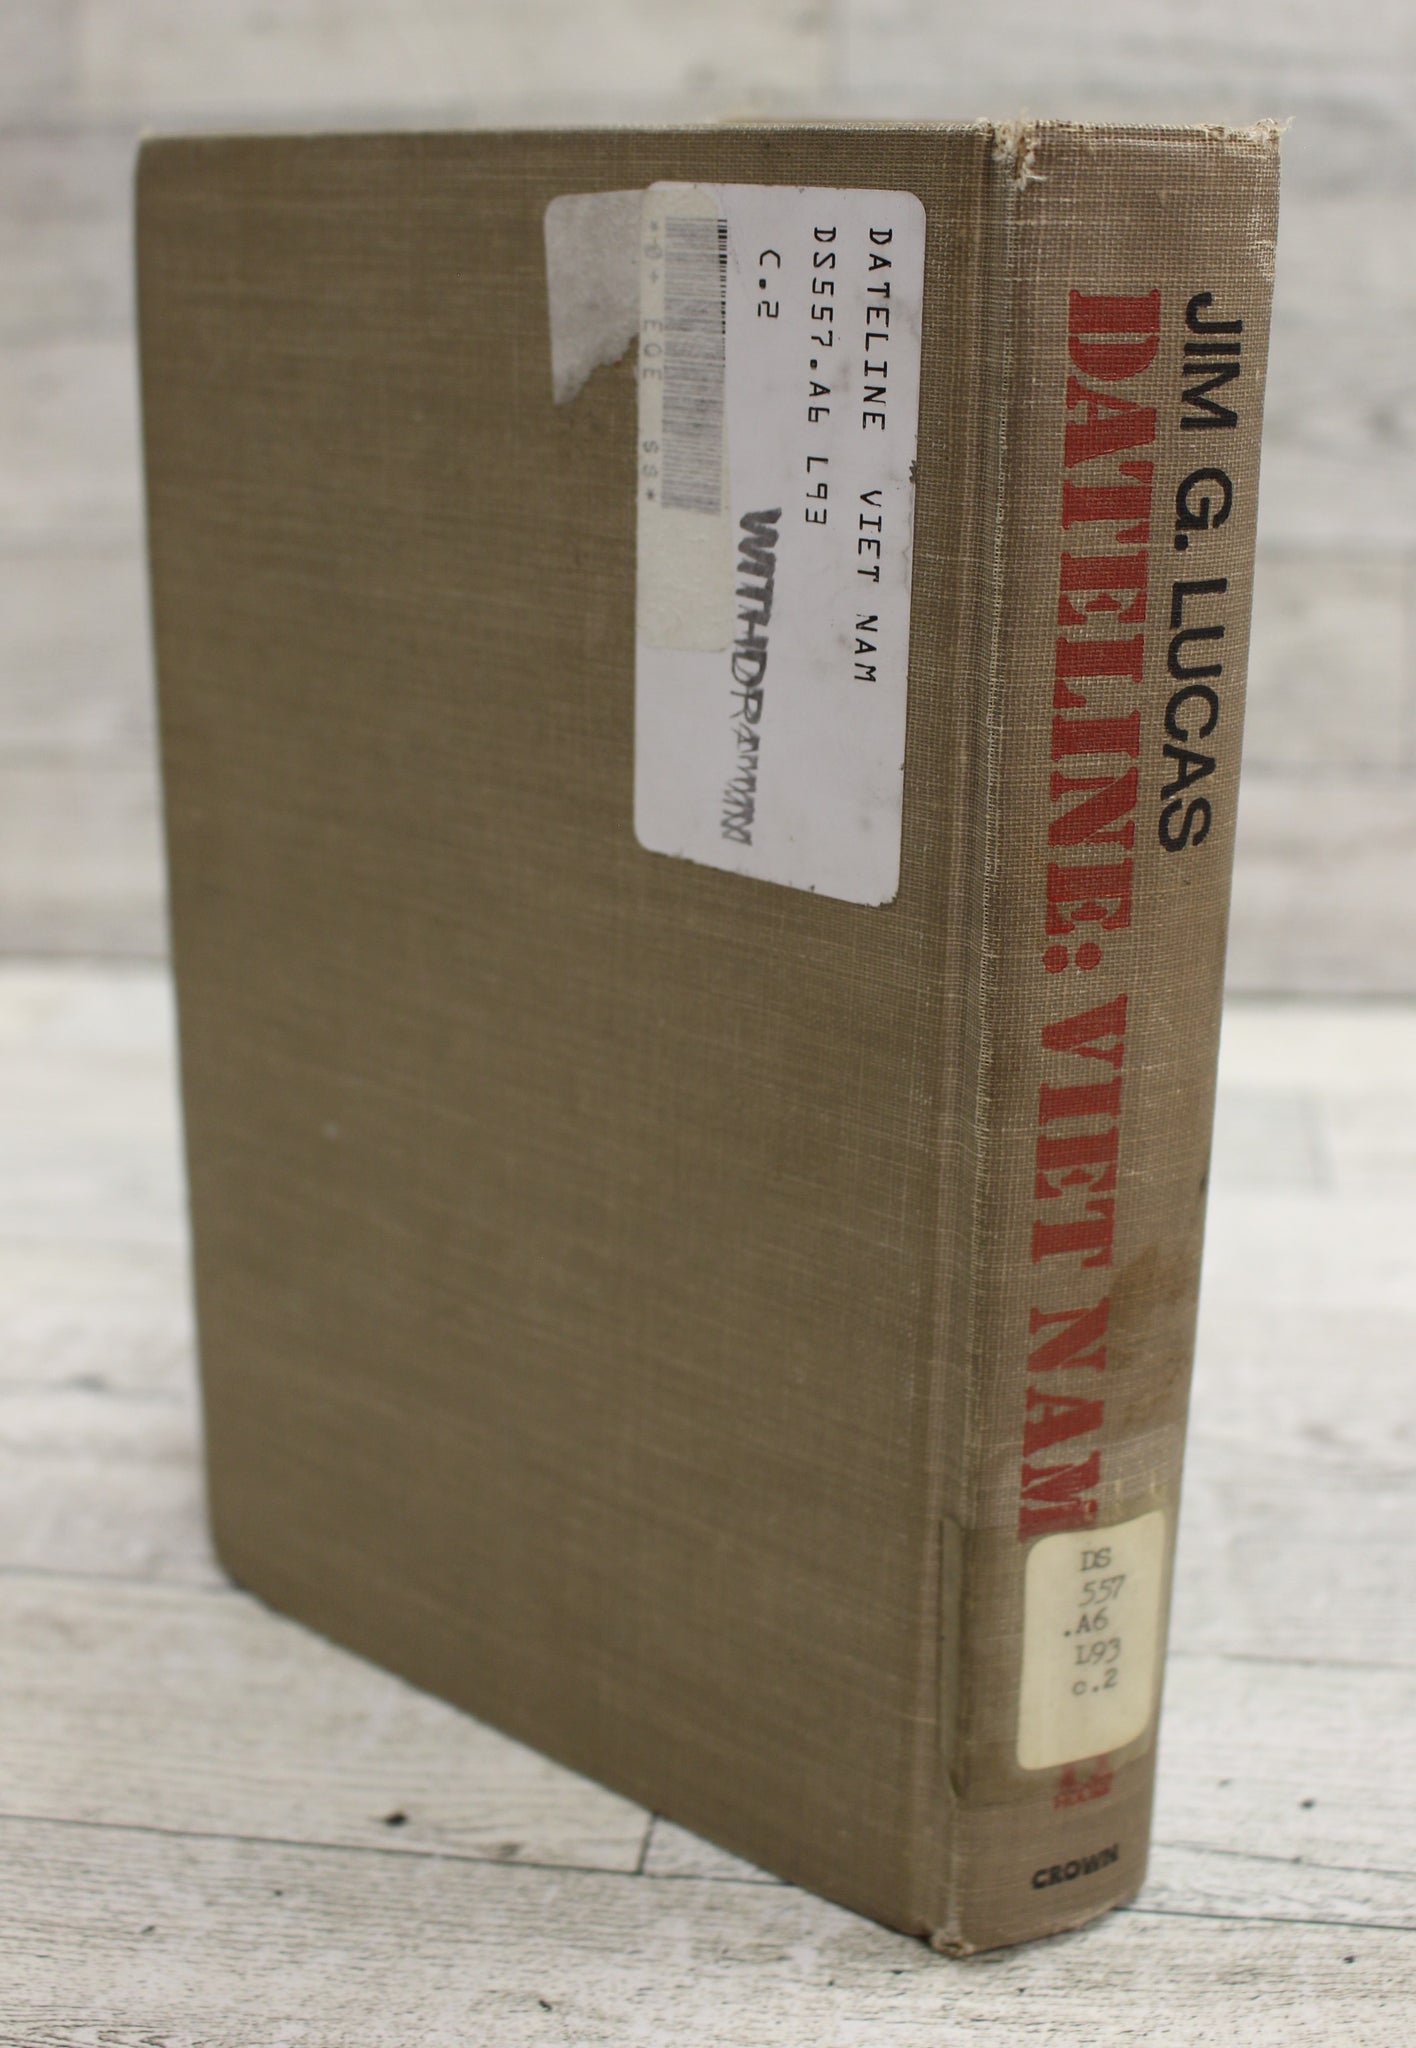 DATELINE VIET NAM
DS557.A6 L93
C.2
WITHDRAWN
JIM G. LUCAS
DATELINE: VIET NAM
DS
557
.A6
L93
c.2
HOUSE
CROWN